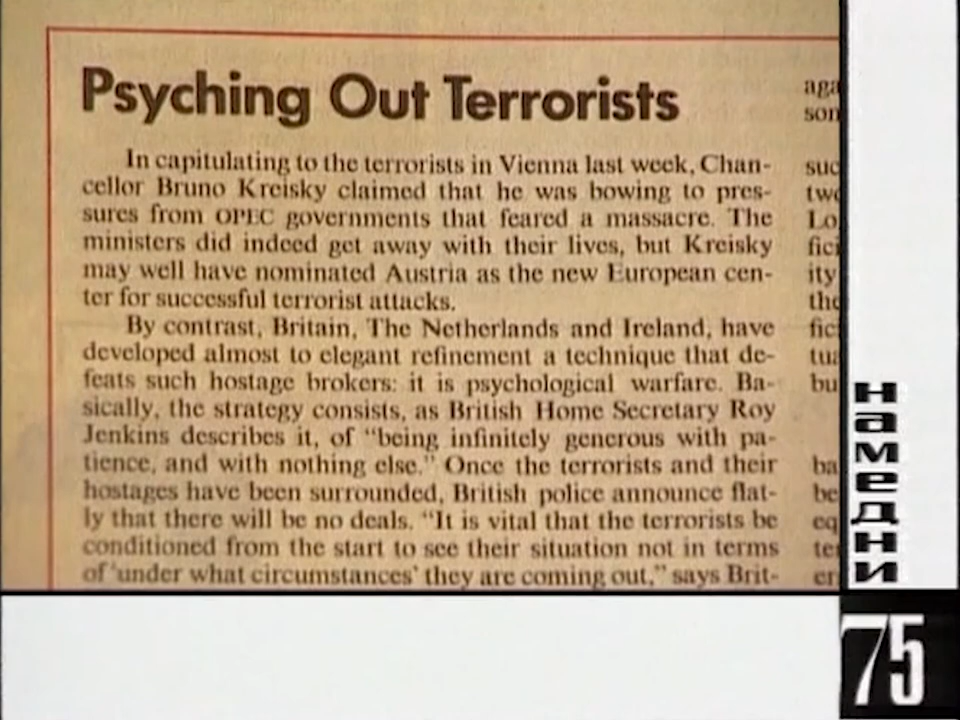 Psyching Out Terrorists
In capitulating to the terrorists in Vienna last week, Chan-
cellor Bruno Kreisky claimed that he was bowing to pres-
sures from OPEC governments that feared a massacre. The
ministers did indeed get away with their lives, but Kreisky
may well have nominated Austria as the new European cen-
ter for successful terrorist attacks.
By contrast, Britain, The Netherlands and Ireland, have
developed almost to elegant refinement a technique that de-
feats such hostage brokers: it is psychological warfare. Ba-
sically, the strategy consists, as British Home Secretary Roy
Jenkins describes it, of “being infinitely generous with pa-
tience, and with nothing else.” Once the terrorists and their
hostages have been surrounded, British police announce flat-
ly that there will be no deals. “It is vital that the terrorists be
conditioned from the start to see their situation not in terms
of ‘under what circumstances’ they are coming out,” says Brit-
намедни
75